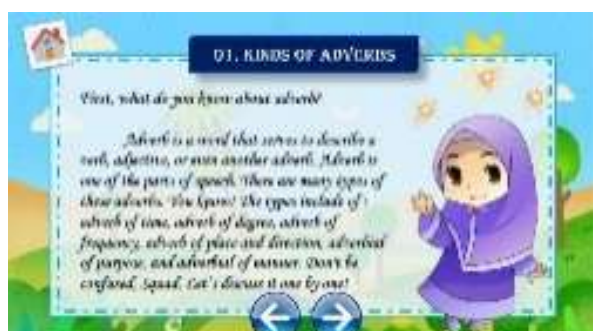 01. KINDS OF ADVERBS
First, what do you know about adverb?
Adverb is a word that serves to describe a
verb, adjective, or even another adverb. Adverb is
one of the parts of speech. There are many types of
these adverbs. You know? The types include of :
adverb of time, adverb of degree, adverb of
frequency, adverb of place and direction, adverbial
of purpose, and adverbial of manner. Don't be
confused, Squad. Let's discuss it one by one!